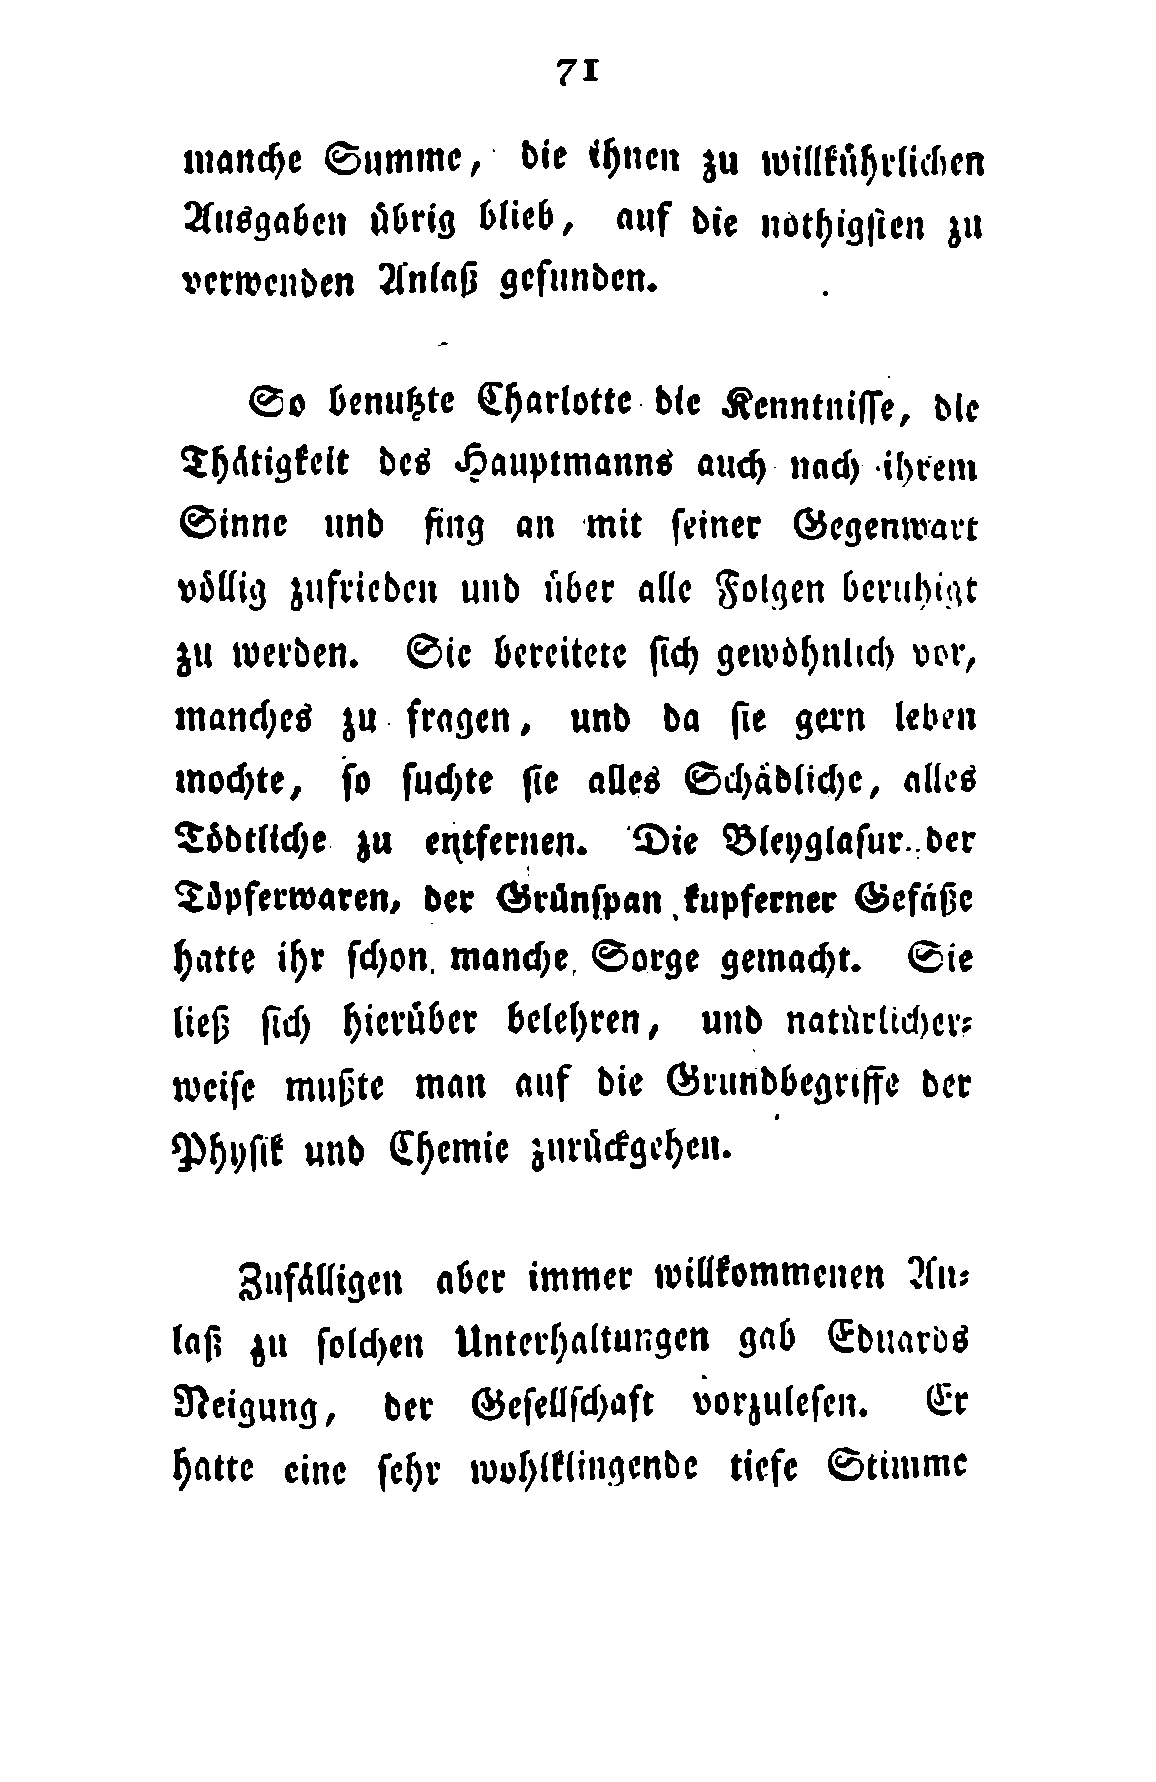 71
manche Summe, die ihnen zu willkührlichen
Ausgaben übrig blieb, auf die nöthigsten zu
verwenden Anlaß gefunden.
So benutzte Charlotte die Kenntnisse, die
Thätigkeit des Hauptmanns auch nach ihrem
Sinne und fing an mit seiner Gegenwart
völlig zufrieden und über alle Folgen beruhigt
zu werden. Sie bereitete sich gewöhnlich vor,
manches zu fragen, und da sie gern leben
mochte, so suchte sie alles Schädliche, alles
Tödtliche zu entfernen. Die Bleyglasur der
Töpferwaren, der Grünspan kupferner Gefäße
hatte ihr schon manche Sorge gemacht. Sie
ließ sich hierüber belehren, und natürlicher-
weise mußte man auf die Grundbegriffe der
Physik und Chemie zurückgehen.
Zufälligen aber immer willkommenen An-
laß zu solchen Unterhaltungen gab Eduards
Neigung, der Gesellschaft vorzulesen. Er
hatte eine sehr wohlklingende tiefe Stimme